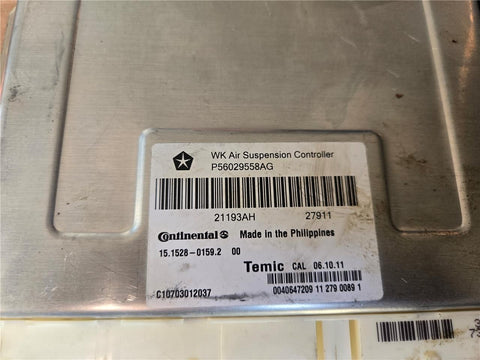 WK Air Suspension Controller
P56029558AG
21193AH 27911
Continental Made in the Philippines
15.1528-0159.2 00
Temic CAL 06.10.11
C10703012037 0040647209 11 279 0089 1